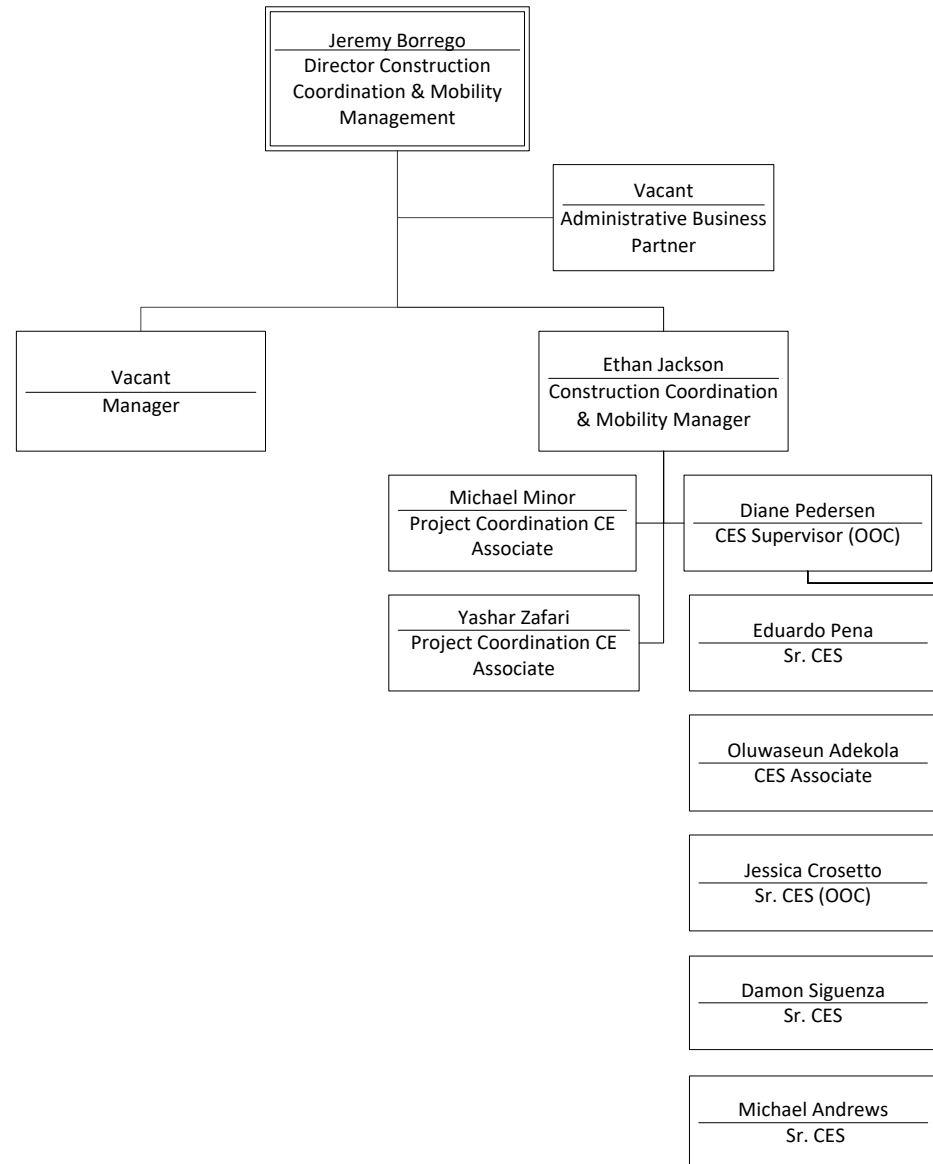 Jeremy Borrego
Director Construction
Coordination & Mobility
Management
Vacant
Administrative Business
Partner
Vacant
Manager
Ethan Jackson
Construction Coordination
& Mobility Manager
Michael Minor
Project Coordination CE
Associate
Diane Pedersen
CES Supervisor (OOC)
Yashar Zafari
Project Coordination CE
Associate
Eduardo Pena
Sr. CES
Oluwaseun Adekola
CES Associate
Jessica Crosetto
Sr. CES (OOC)
Damon Siguenza
Sr. CES
Michael Andrews
Sr. CES